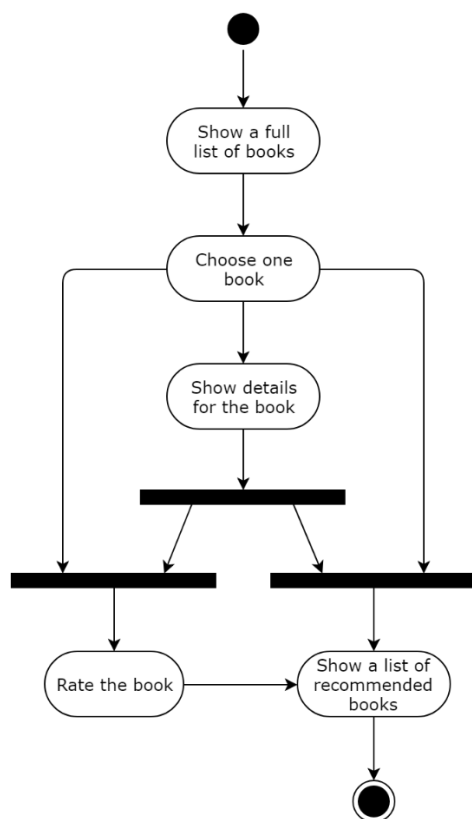 Show a full
list of books
Choose one
book
Show details
for the book
Rate the book
Show a list of
recommended
books